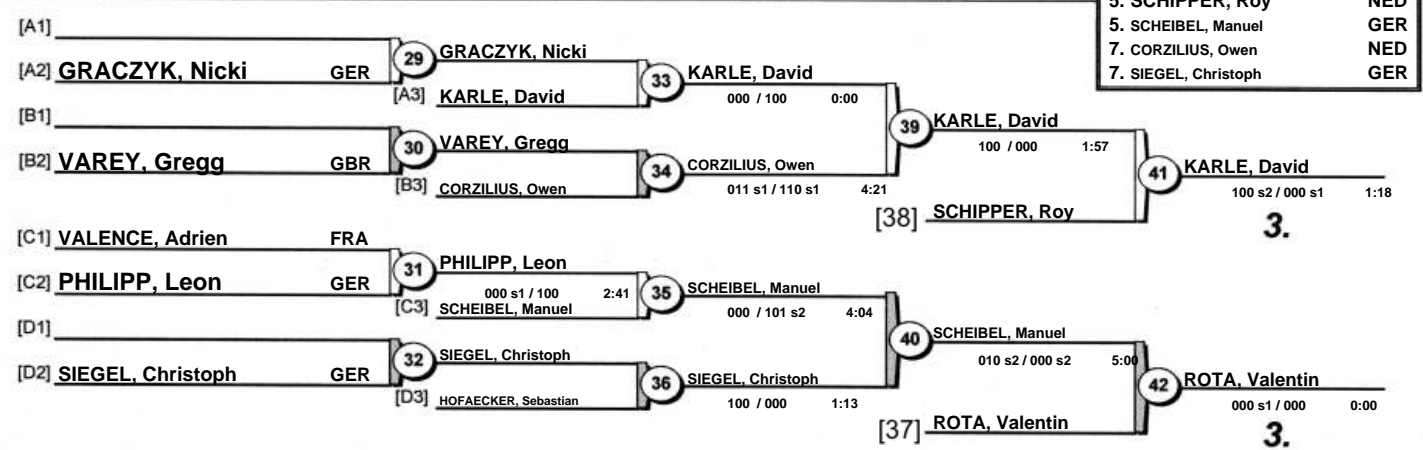 5. SCHIPPER, Roy NED
5. SCHEIBEL, Manuel GER
7. CORZILIUS, Owen NED
7. SIEGEL, Christoph GER
[A1]
[A2] GRACZYK, Nicki GER
29
GRACZYK, Nicki
[A3] KARLE, David
33
KARLE, David
000 / 100 0:00
[B1]
[B2] VAREY, Gregg GBR
30
VAREY, Gregg
[B3] CORZILIUS, Owen
34
CORZILIUS, Owen
011 s1 / 110 s1 4:21
39
KARLE, David
100 / 000 1:57
[38] SCHIPPER, Roy
41
KARLE, David
100 s2 / 000 s1 1:18
3.
[C1] VALENCE, Adrien FRA
[C2] PHILIPP, Leon GER
31
PHILIPP, Leon
000 s1 / 100 2:41
[C3] SCHEIBEL, Manuel
35
SCHEIBEL, Manuel
000 / 101 s2 4:04
[D1]
[D2] SIEGEL, Christoph GER
32
SIEGEL, Christoph
[D3] HOFAECKER, Sebastian
36
SIEGEL, Christoph
100 / 000 1:13
40
SCHEIBEL, Manuel
010 s2 / 000 s2 5:00
[37] ROTA, Valentin
42
ROTA, Valentin
000 s1 / 000 0:00
3.